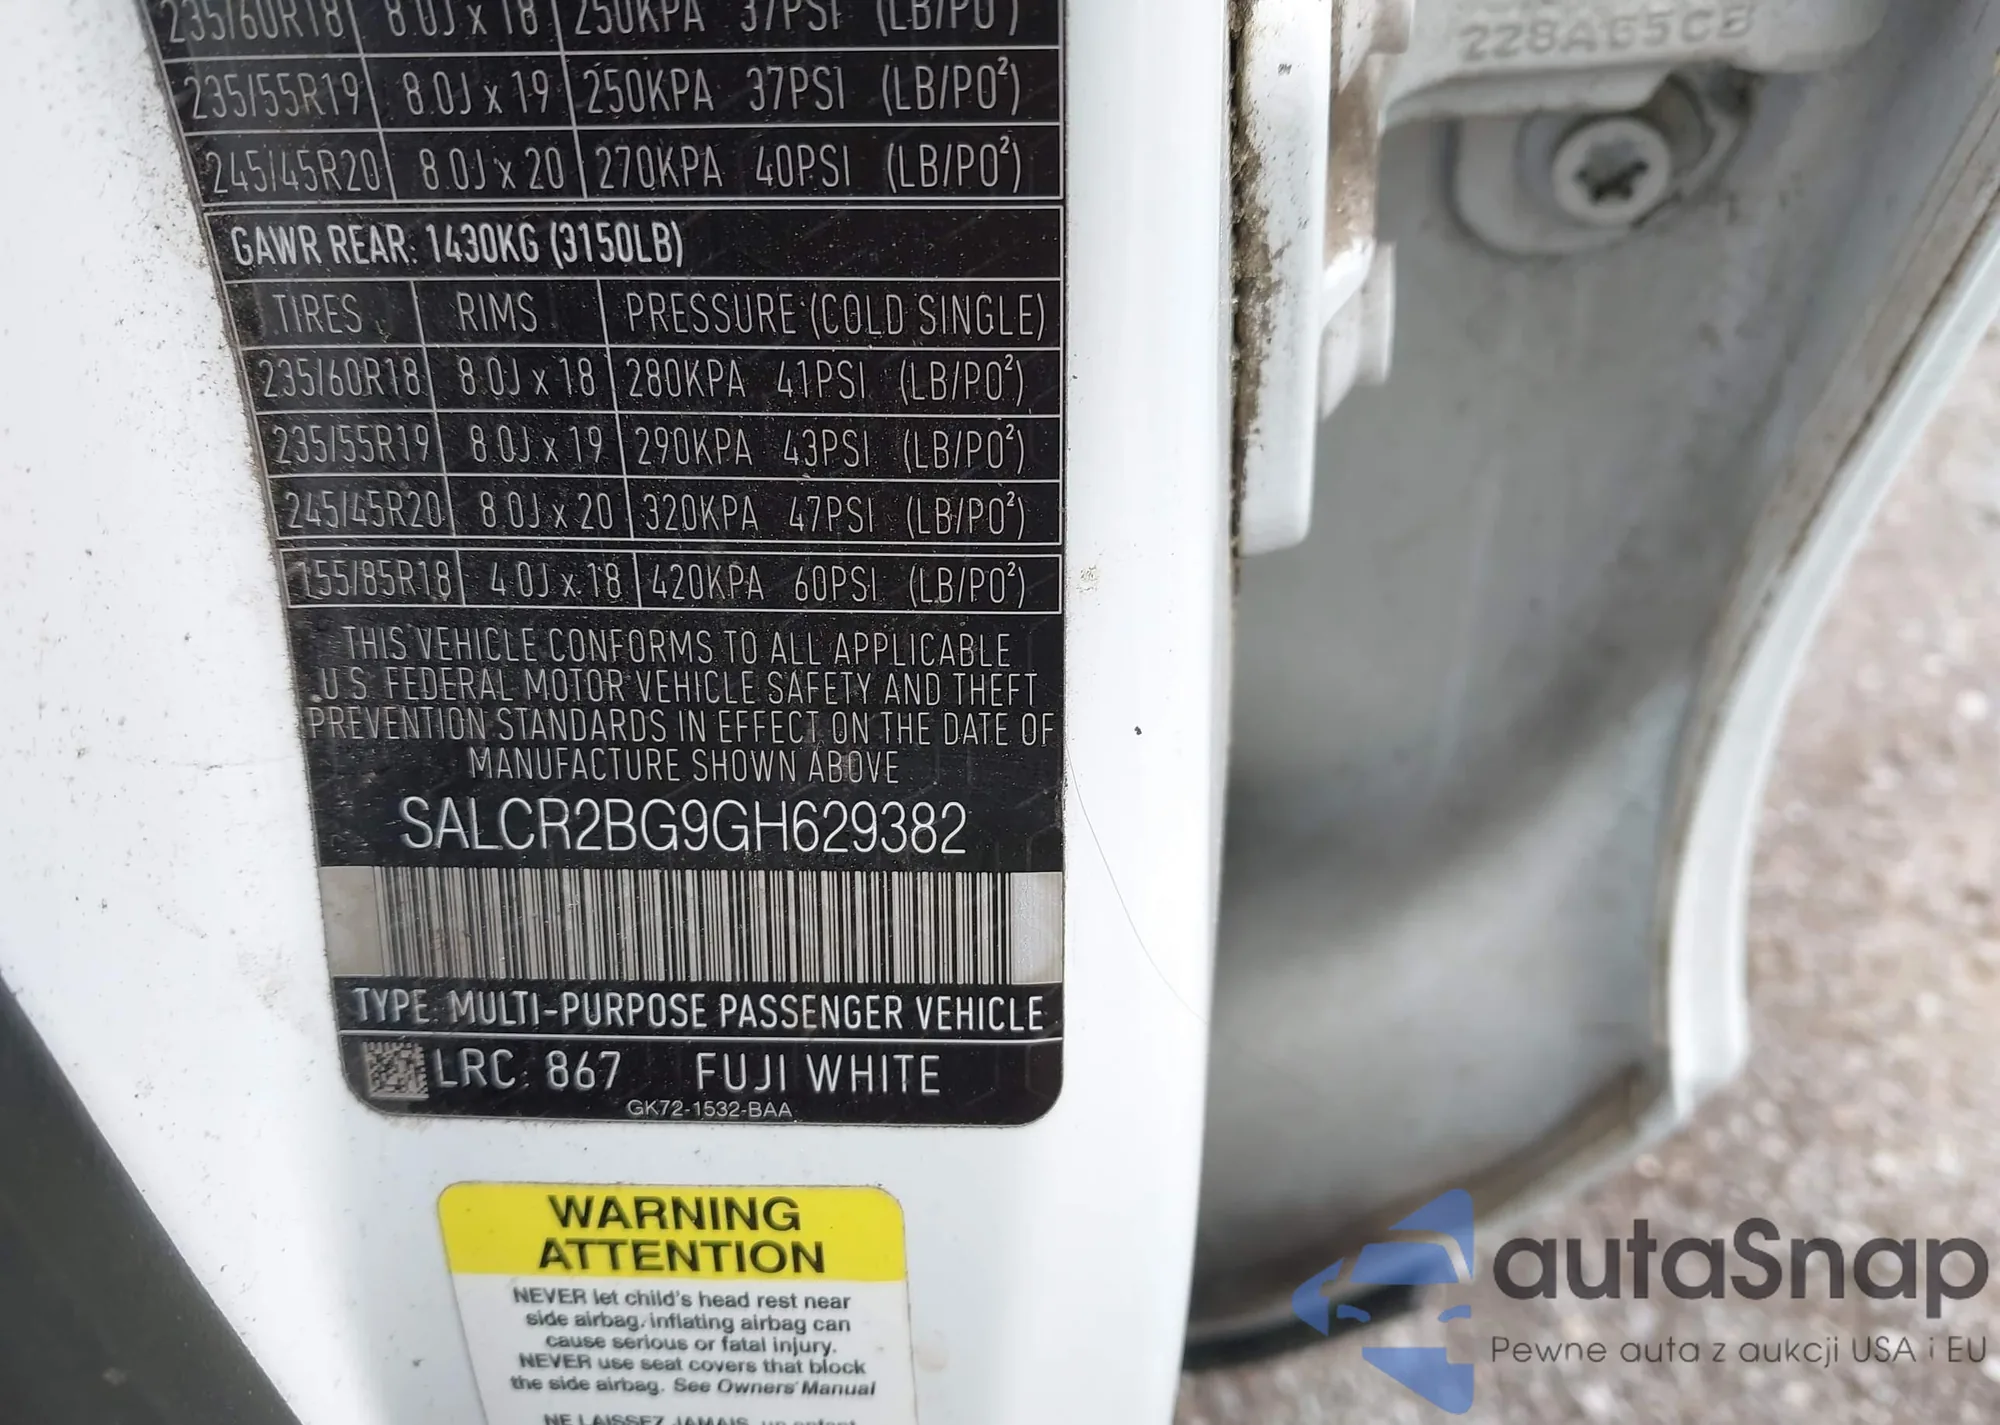 235/60R18 8.0J x 18 250KPA 37PSI (LB/PO²)
235/55R19 8.0J x 19 250KPA 37PSI (LB/PO²)
245/45R20 8.0J x 20 270KPA 40PSI (LB/PO²)
GAWR REAR: 1430KG (3150LB)
TIRES RIMS PRESSURE (COLD SINGLE)
235/60R18 8.0J x 18 280KPA 41PSI (LB/PO²)
235/55R19 8.0J x 19 290KPA 43PSI (LB/PO²)
245/45R20 8.0J x 20 320KPA 47PSI (LB/PO²)
155/85R18 4.0J x 18 420KPA 60PSI (LB/PO²)
THIS VEHICLE CONFORMS TO ALL APPLICABLE
U.S. FEDERAL MOTOR VEHICLE SAFETY AND THEFT
PREVENTION STANDARDS IN EFFECT ON THE DATE OF
MANUFACTURE SHOWN ABOVE
SALCR2BG9GH629382
TYPE: MULTI-PURPOSE PASSENGER VEHICLE
LRC: 867 FUJI WHITE
GK72-1532-BAA
WARNING
ATTENTION
NEVER let child's head rest near
side airbag, inflating airbag can
cause serious or fatal injury.
NEVER use seat covers that block
the side airbag. See Owners' Manual
NE LAISSEZ JAMAIS, un enfant
228A65CB
autaSnap
Pewne auta z aukcji USA i EU